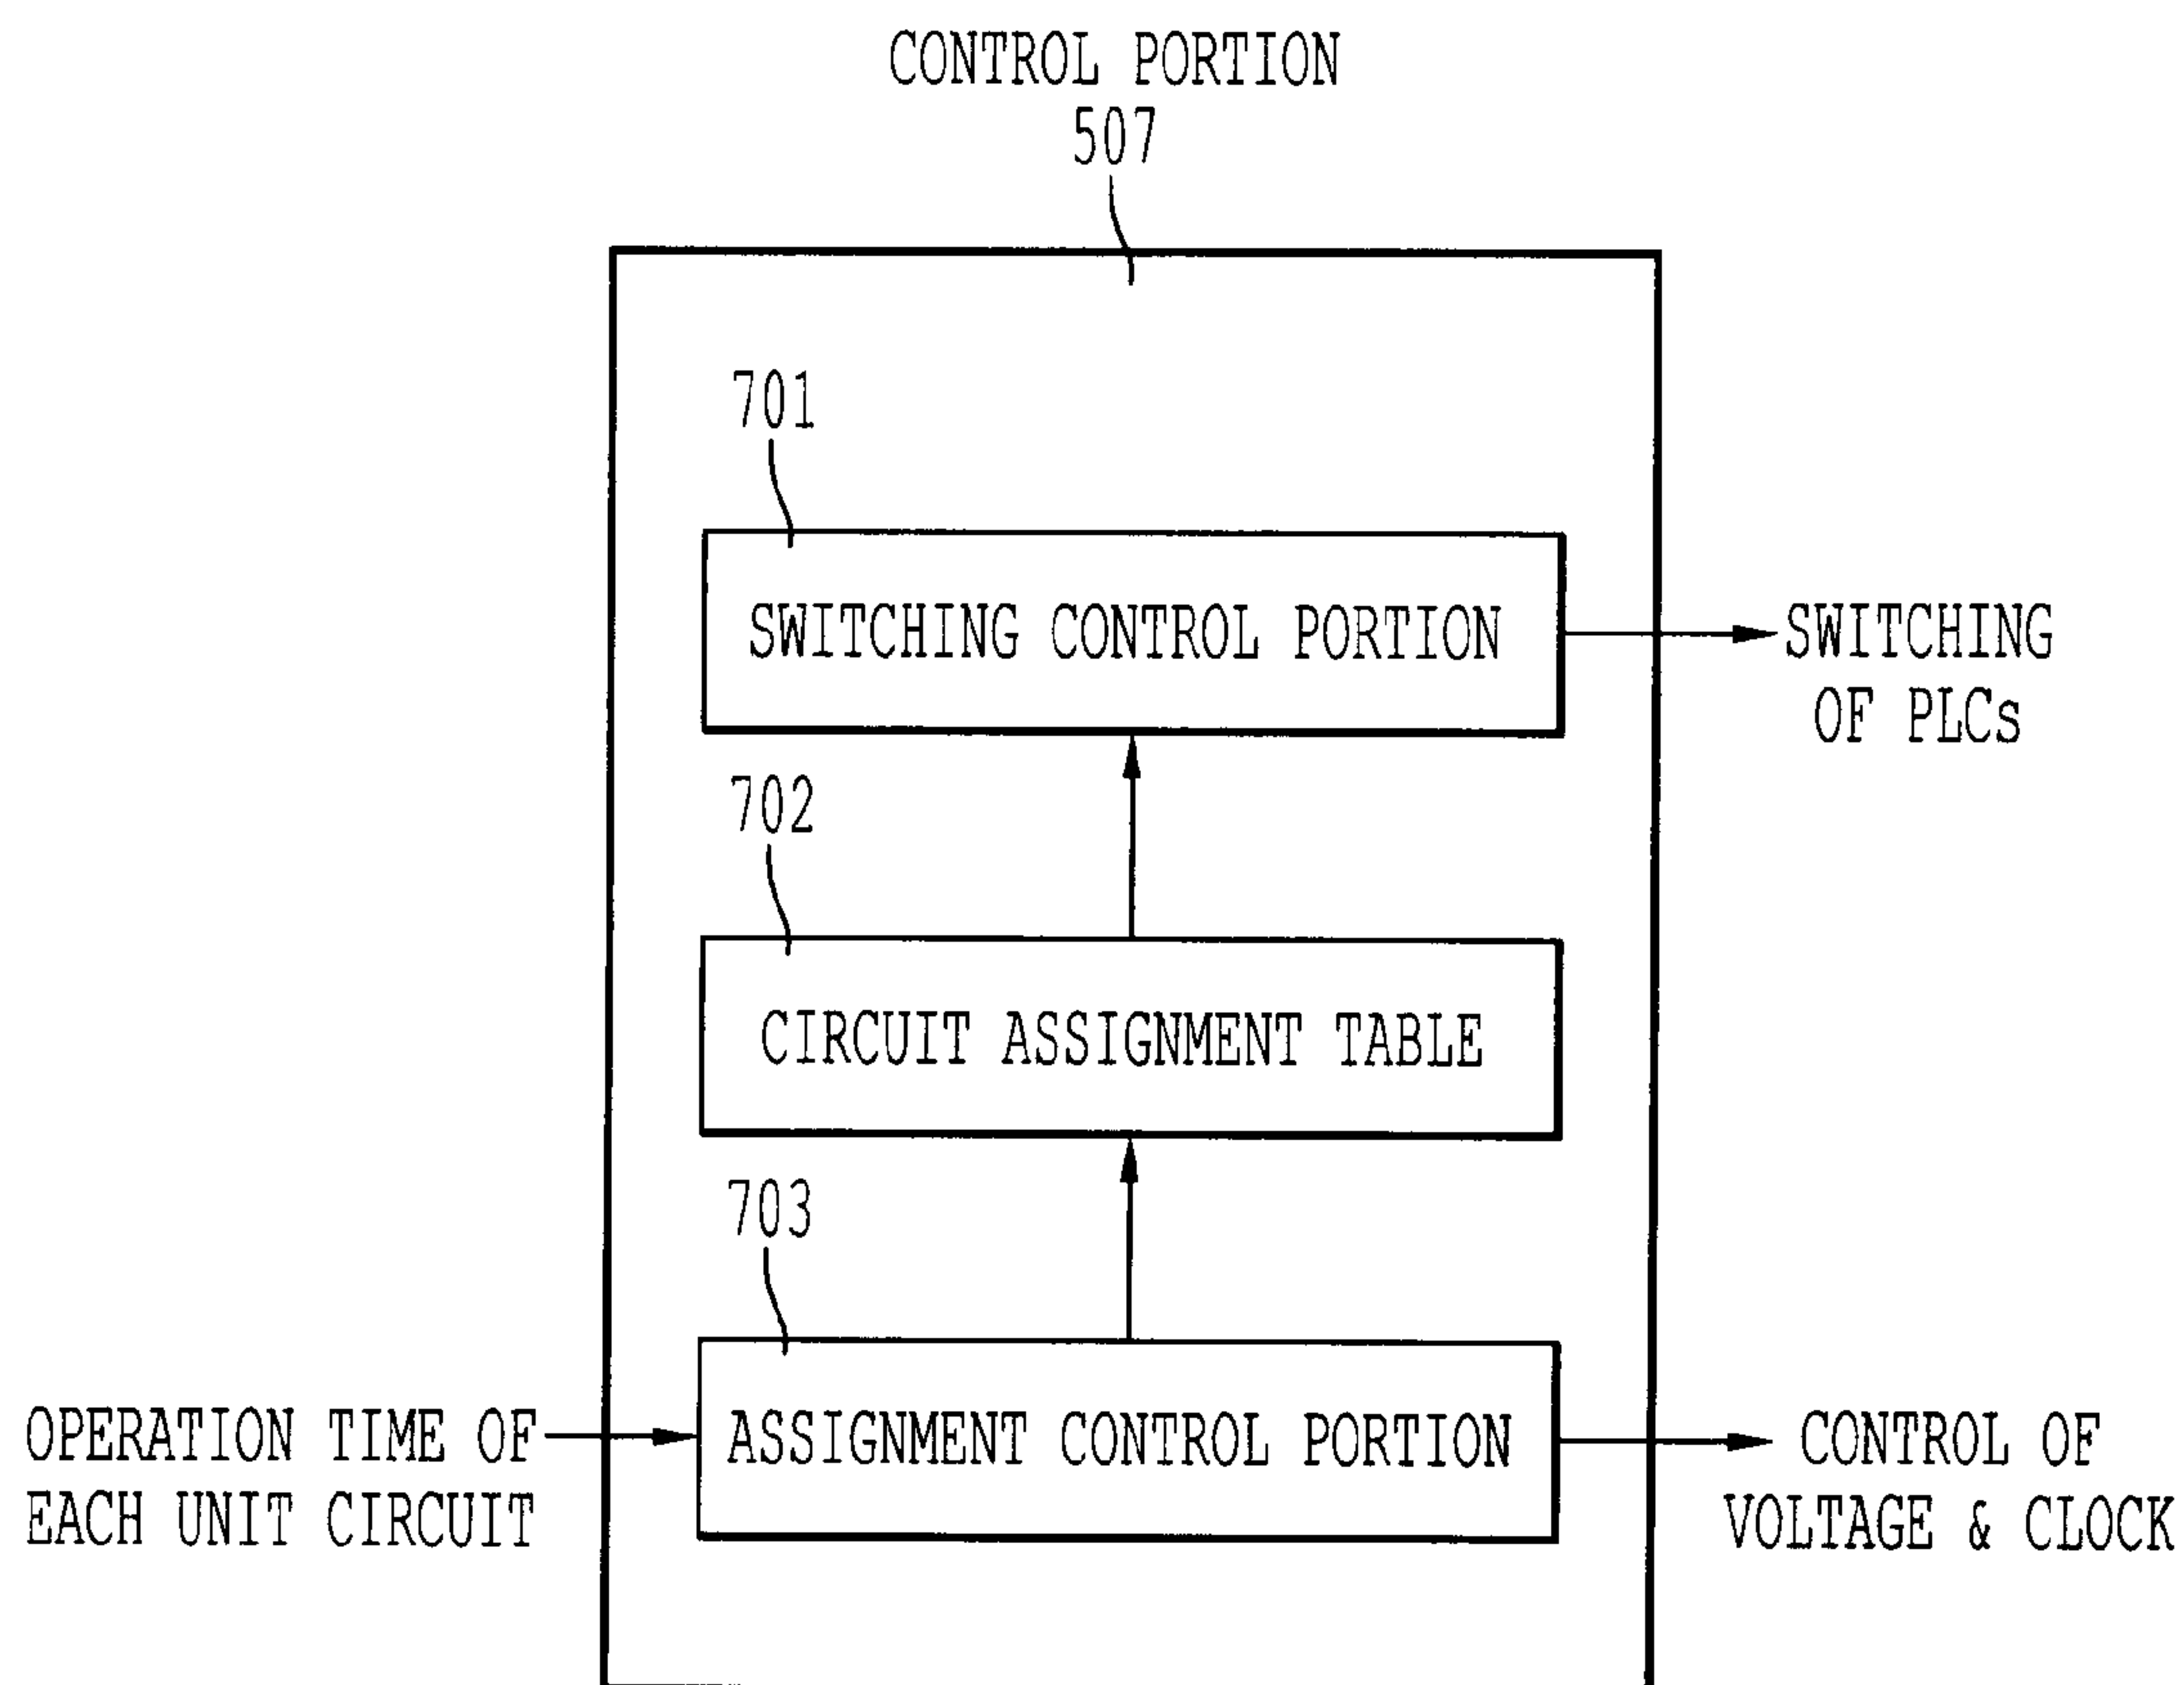 CONTROL PORTION
507
701
SWITCHING CONTROL PORTION
SWITCHING
OF PLCs
702
CIRCUIT ASSIGNMENT TABLE
703
OPERATION TIME OF
EACH UNIT CIRCUIT
ASSIGNMENT CONTROL PORTION
CONTROL OF
VOLTAGE & CLOCK